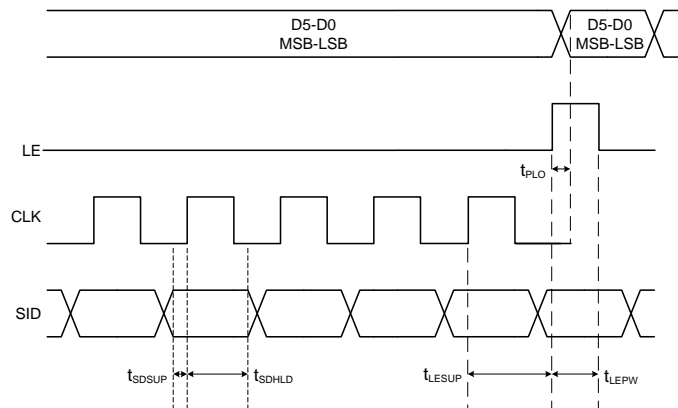 D5-D0
MSB-LSB
D5-D0
MSB-LSB
LE
tPLO
CLK
SID
tSDSUP
tSDHLD
tLESUP
tLEPW